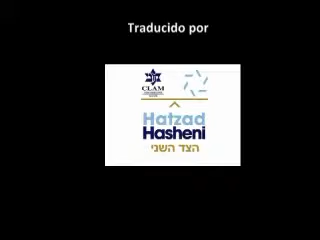 Traducido por
CLAM
Hatzad
Hasheni
הצד השני